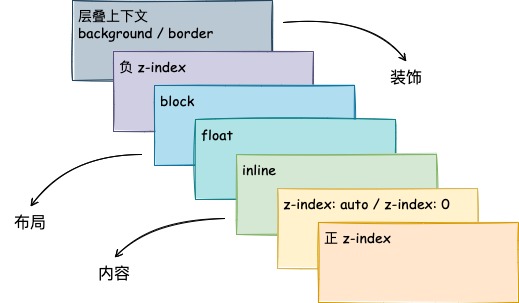 层叠上下文
background / border
负 z-index
装饰
block
float
inline
布局
z-index: auto / z-index: 0
正 z-index
内容